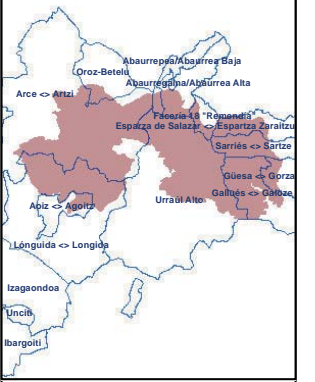 Abaurrepea/Abaurrea Baja
Oroz-Betelu
Abaurregaina/Abaurrea Alta
Arce <> Artzi
Facería 18 "Remendía"
Esparza de Salazar <> Espartza Zaraitzu
Sarriés <> Sartze
Güesa <> Gorza
Gallués <> Galoze
Urraúl Alto
Aoiz <> Agoitz
Lónguida <> Longida
Izagaondoa
Unciti
Ibargoiti